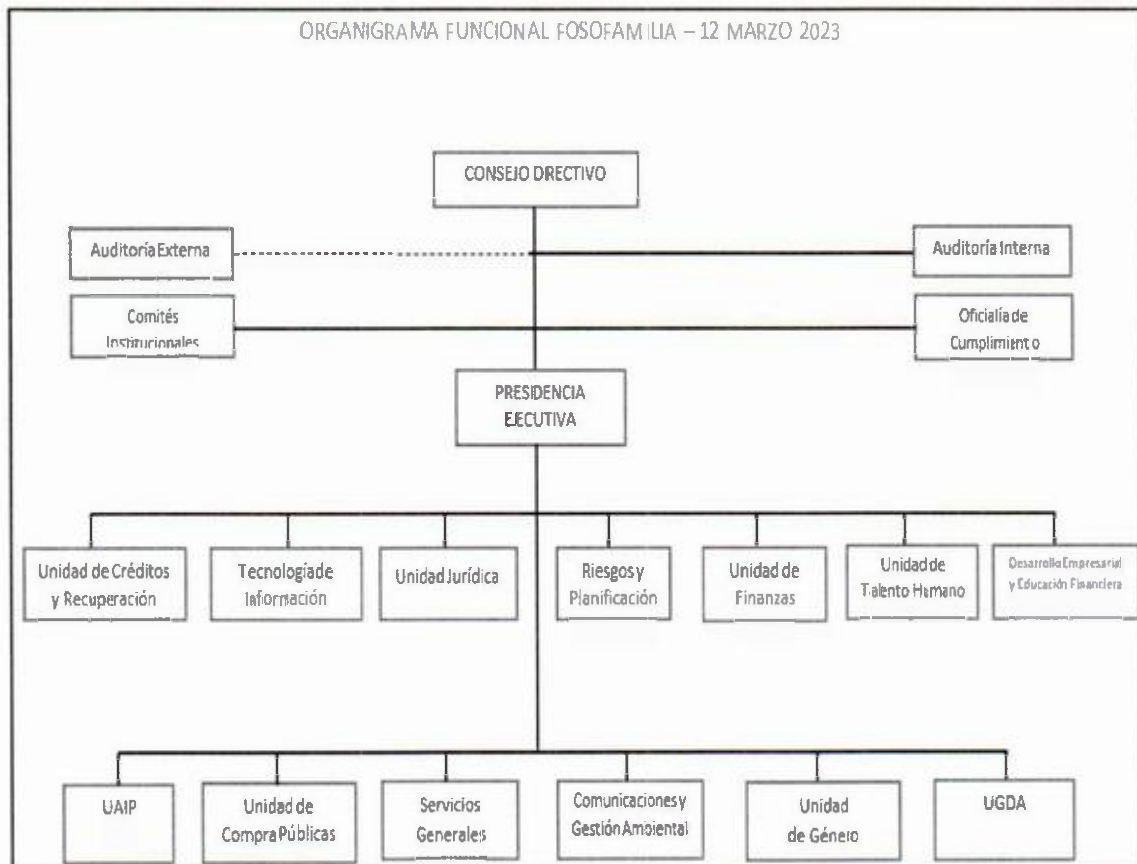 ORGANIGRAMA FUNCIONAL FOSOFAMILIA – 12 MARZO 2023
CONSEJO DIRECTIVO
Auditoría Externa
Auditoría Interna
Comités
Institucionales
Oficialía de
Cumplimiento
PRESIDENCIA
EJECUTIVA
Unidad de Créditos
y Recuperación
Tecnología de
Información
Unidad Jurídica
Riesgos y
Planificación
Unidad de
Finanzas
Unidad de
Talento Humano
Desarrollo Empresarial
y Educación Financiera
UAIP
Unidad de
Compra Públicas
Servicios
Generales
Comunicaciones y
Gestión Ambiental
Unidad
de Género
UGDA